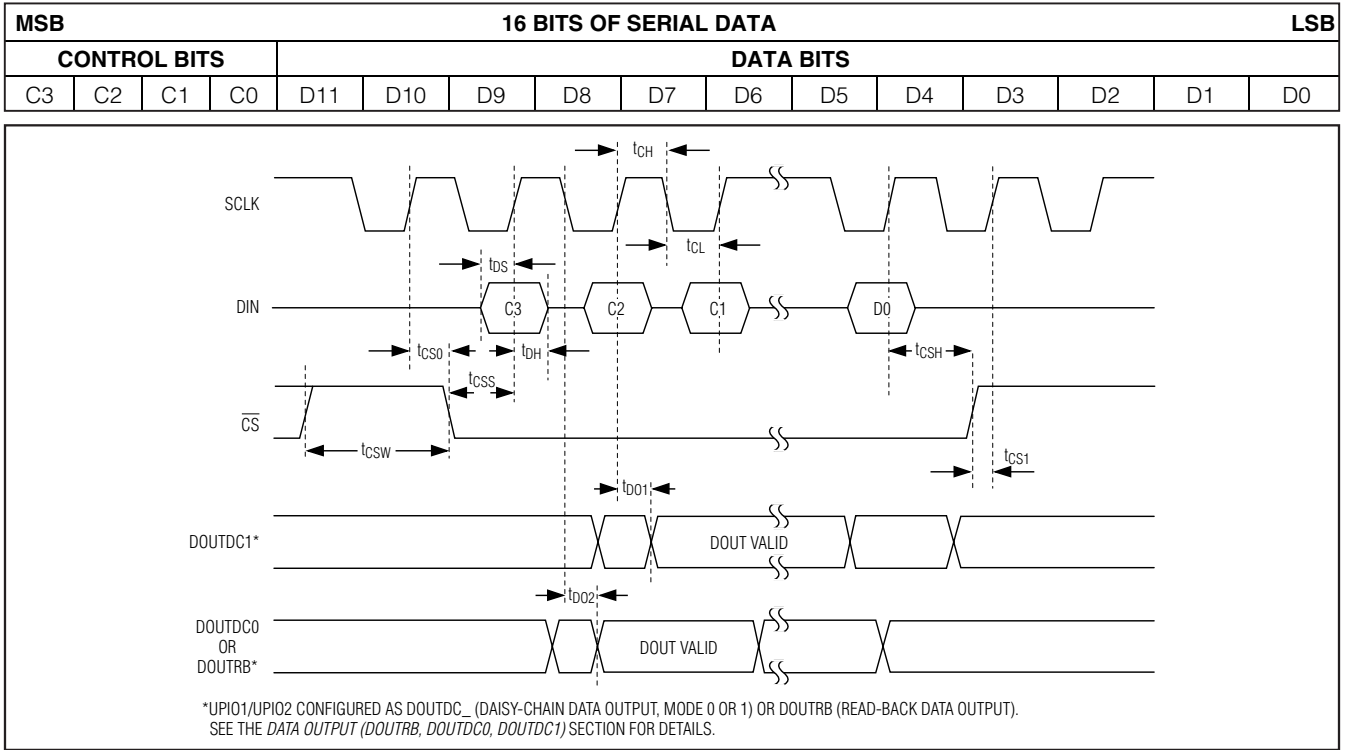 MSB 16 BITS OF SERIAL DATA LSB
CONTROL BITS DATA BITS
C3 C2 C1 C0 D11 D10 D9 D8 D7 D6 D5 D4 D3 D2 D1 D0
tCH
SCLK
tCL
tDS
DIN C3 C2 C1 D0
tCS0 tDH tCSH
tCSS
CS
tCSW tCS1
tDO1
DOUTDC1* DOUT VALID
tDO2
DOUTDC0
OR
DOUTRB*
DOUT VALID
*UPIO1/UPIO2 CONFIGURED AS DOUTDC_ (DAISY-CHAIN DATA OUTPUT, MODE 0 OR 1) OR DOUTRB (READ-BACK DATA OUTPUT).
SEE THE DATA OUTPUT (DOUTRB, DOUTDC0, DOUTDC1) SECTION FOR DETAILS.